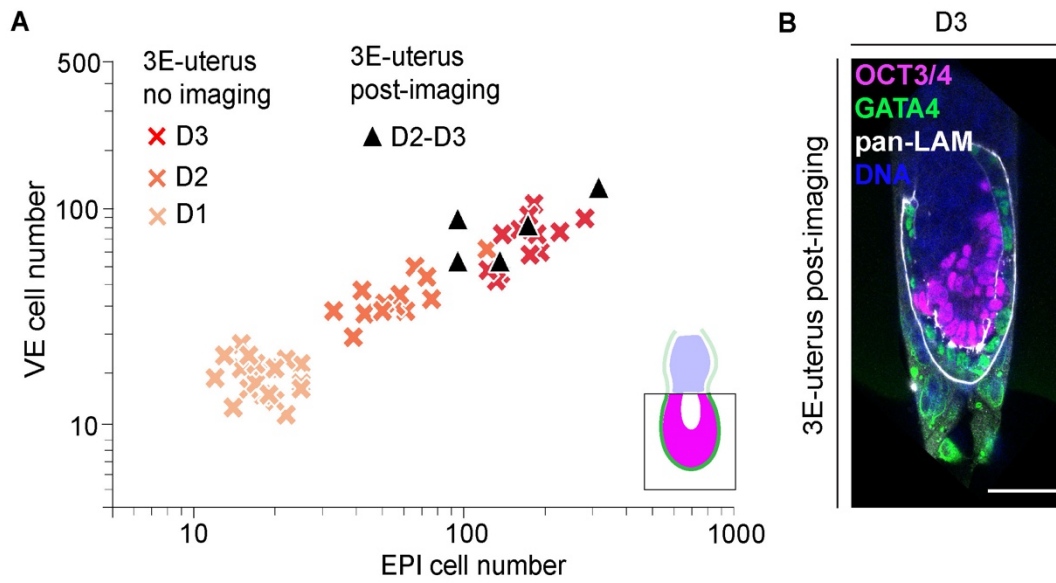 A
3E-uterus
no imaging
D3
D2
D1
3E-uterus
post-imaging
D2-D3
500
100
10
VE cell number
10
100
1000
EPI cell number
B
D3
3E-uterus post-imaging
OCT3/4
GATA4
pan-LAM
DNA